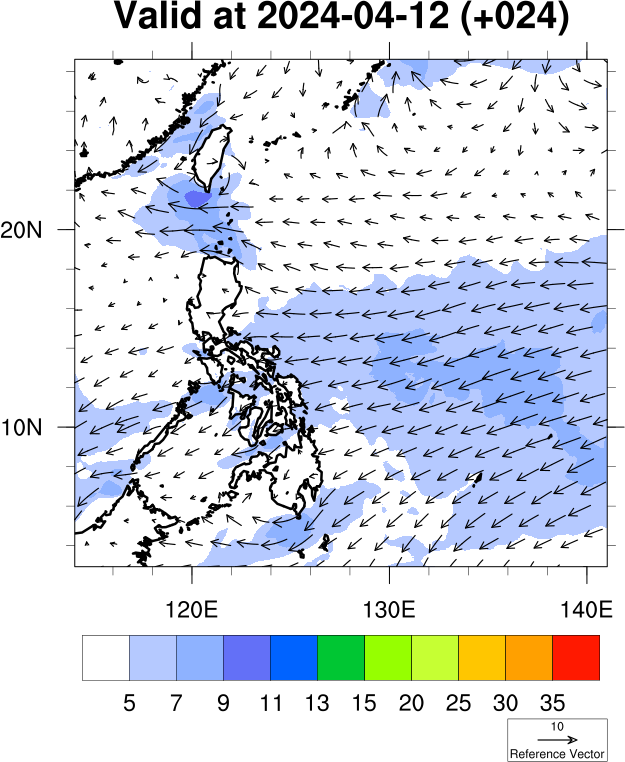 Valid at 2024-04-12 (+024)
20N
10N
120E 130E 140E
5 7 9 11 13 15 20 25 30 35
10
Reference Vector